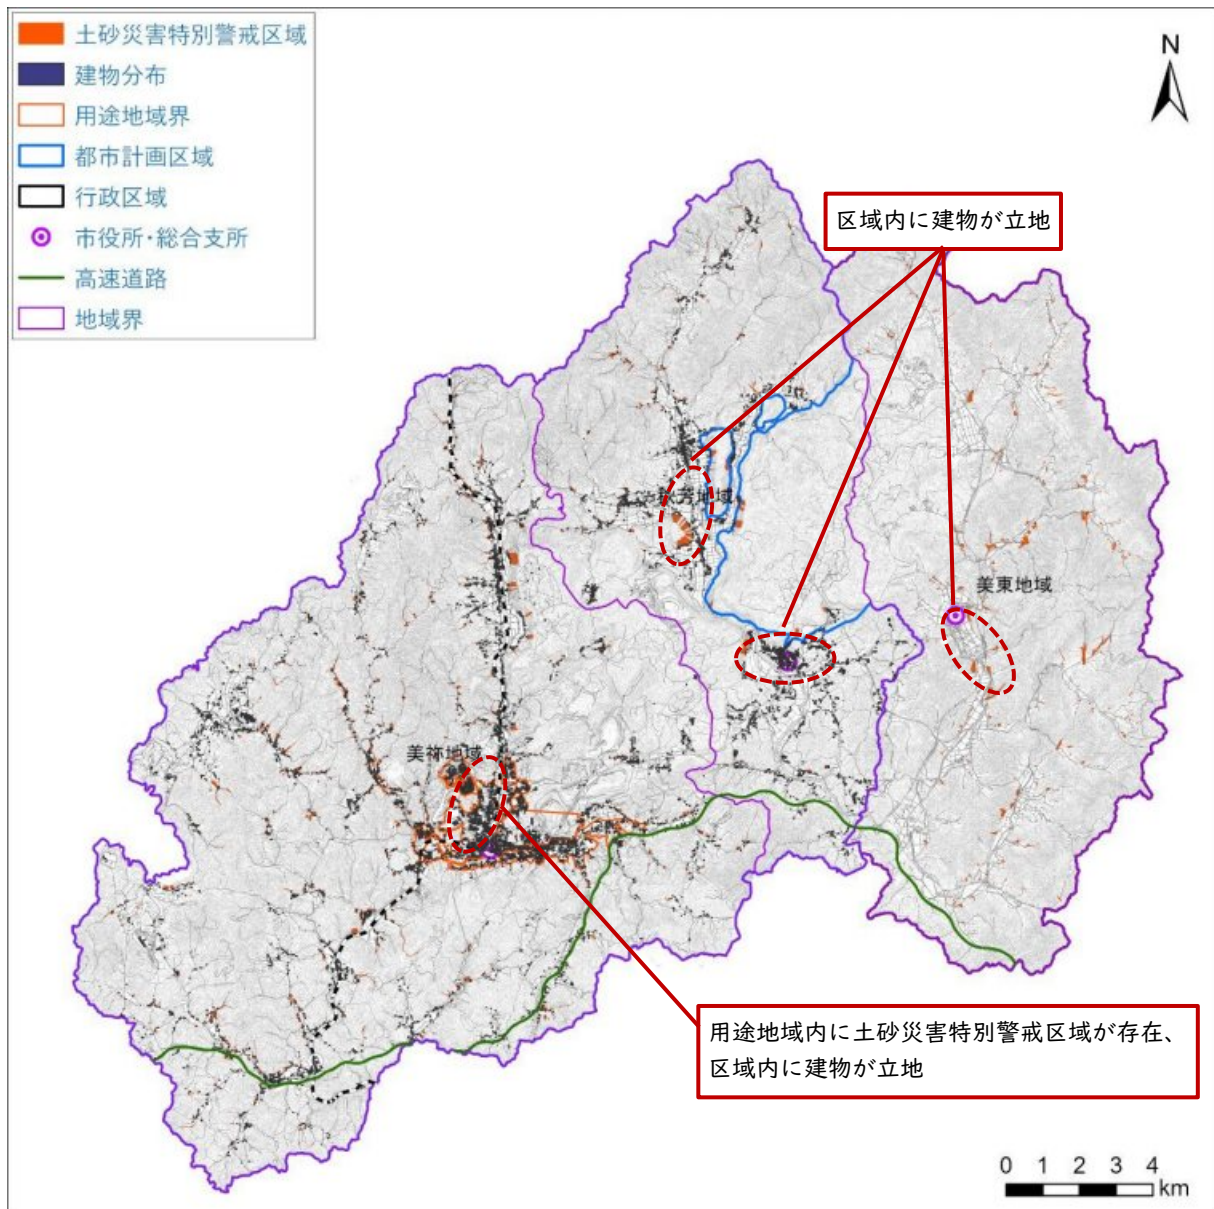 土砂災害特別警戒区域
建物分布
用途地域界
都市計画区域
行政区域
市役所・総合支所
高速道路
地域界
N
区域内に建物が立地
秋芳地域
美東地域
美祢地域
用途地域内に土砂災害特別警戒区域が存在、
区域内に建物が立地
0 1 2 3 4
km